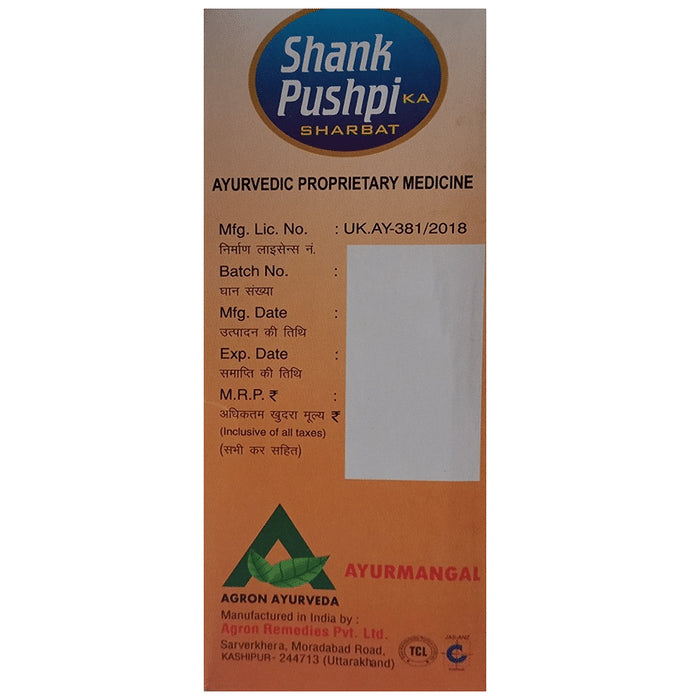 Shank
Pushpi KA
SHARBAT
AYURVEDIC PROPRIETARY MEDICINE
Mfg. Lic. No. : UK.AY-381/2018
निर्माण लाइसेन्स नं.
Batch No. :
घान संख्या
Mfg. Date :
उत्पादन की तिथि
Exp. Date :
समाप्ति की तिथि
M.R.P. ₹ :
अधिकतम खुदरा मूल्य ₹
(Inclusive of all taxes)
(सभी कर सहित)
AYURMANGAL
AGRON AYURVEDA
Manufactured in India by :
Agron Remedies Pvt. Ltd.
Sarverkhera, Moradabad Road,
KASHIPUR- 244713 (Uttarakhand)
TCL
JAS-ANZ